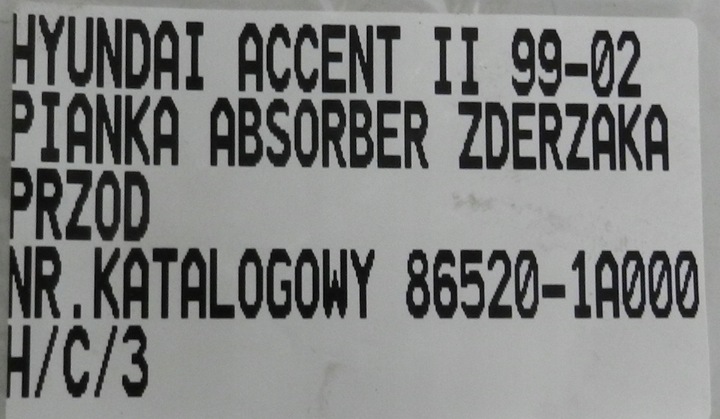 HYUNDAI ACCENT II 99-02
PIANKA ABSORBER ZDERZAKA
PRZOD
NR.KATALOGOWY 86520-1A000
H/C/3